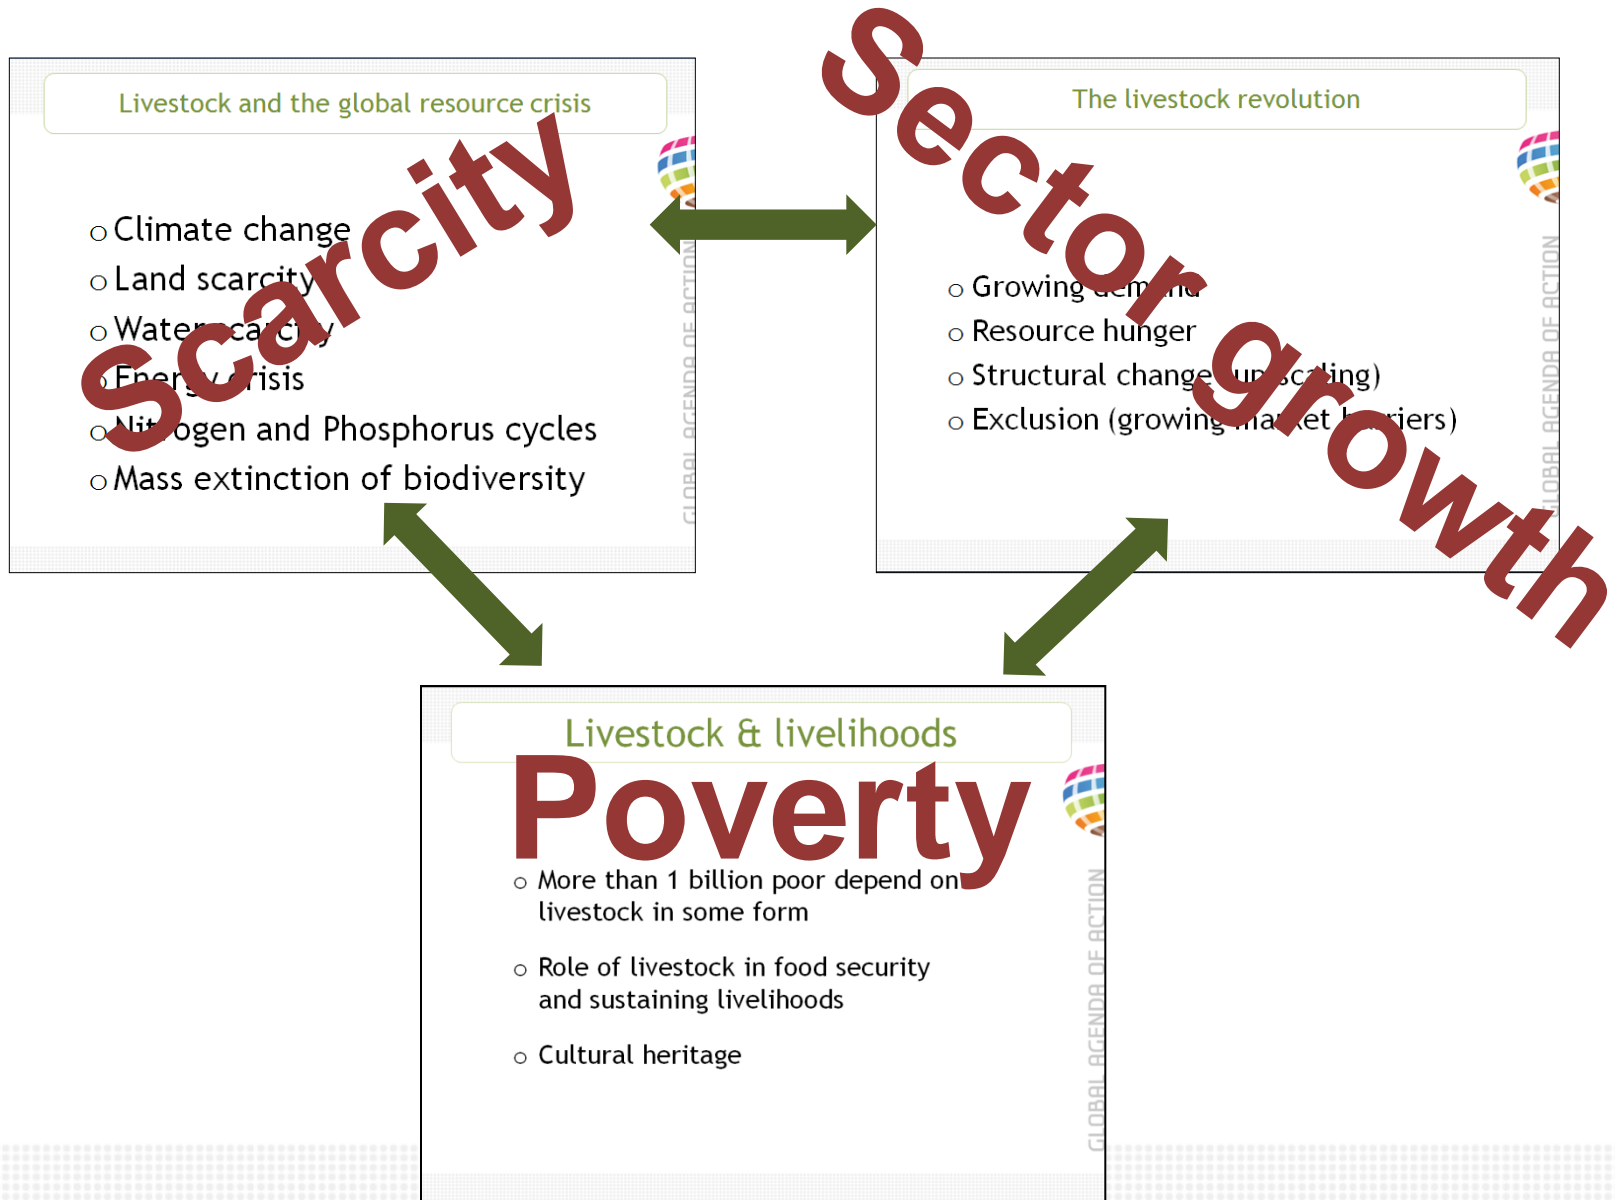 Livestock and the global resource crisis
Scarcity
o Climate change
o Land scarcity
o Water scarcity
o Energy crisis
o Nitrogen and Phosphorus cycles
o Mass extinction of biodiversity
GLOBAL AGENDA OF ACTION
The livestock revolution
Sector growth
o Growing demand
o Resource hunger
o Structural change (up scaling)
o Exclusion (growing market barriers)
GLOBAL AGENDA OF ACTION
Livestock & livelihoods
Poverty
o More than 1 billion poor depend on
livestock in some form
o Role of livestock in food security
and sustaining livelihoods
o Cultural heritage
GLOBAL AGENDA OF ACTION